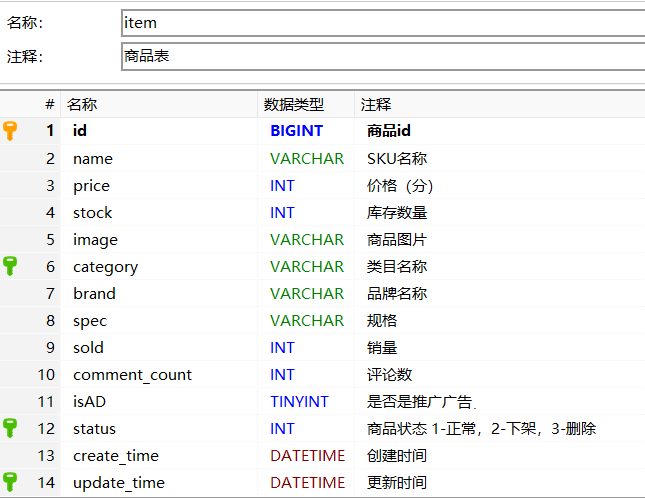 名称： item
注释： 商品表
# 名称 数据类型 注释
1 id BIGINT 商品id
2 name VARCHAR SKU名称
3 price INT 价格（分）
4 stock INT 库存数量
5 image VARCHAR 商品图片
6 category VARCHAR 类目名称
7 brand VARCHAR 品牌名称
8 spec VARCHAR 规格
9 sold INT 销量
10 comment_count INT 评论数
11 isAD TINYINT 是否是推广广告
12 status INT 商品状态 1-正常，2-下架，3-删除
13 create_time DATETIME 创建时间
14 update_time DATETIME 更新时间